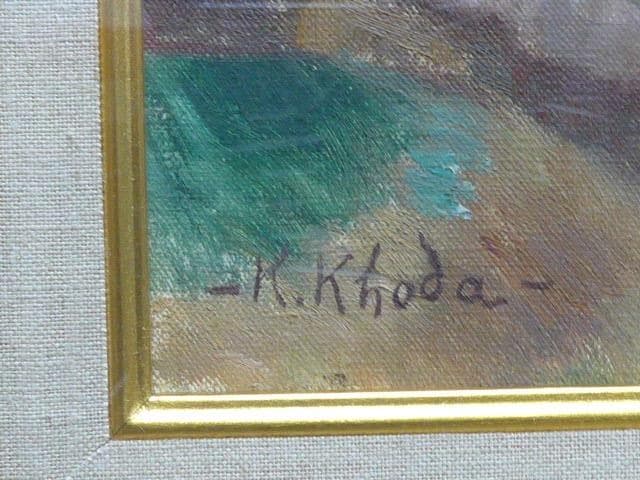 - K. Khoda -